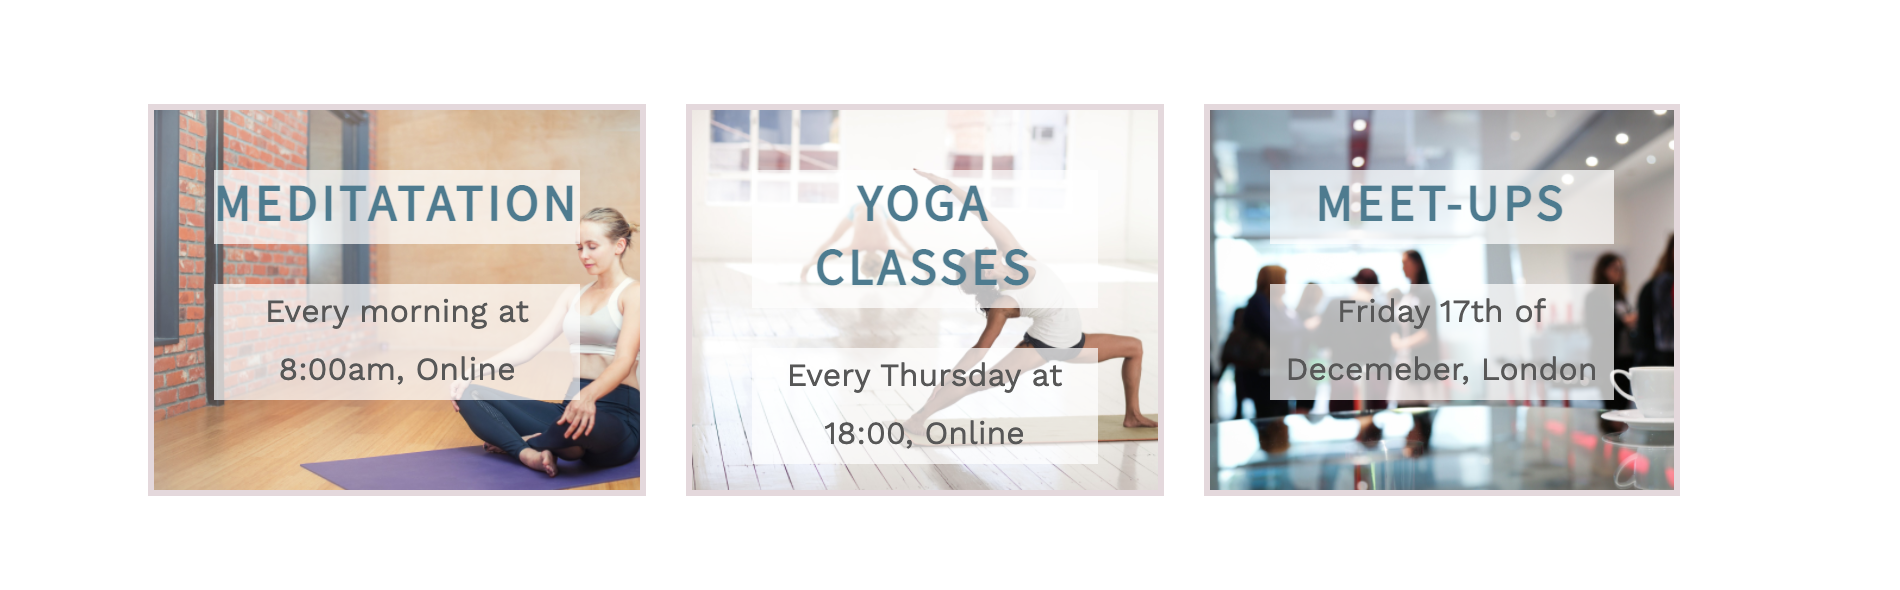 MEDITATATION
Every morning at
8:00am, Online
YOGA
CLASSES
Every Thursday at
18:00, Online
MEET-UPS
Friday 17th of
Decemeber, London